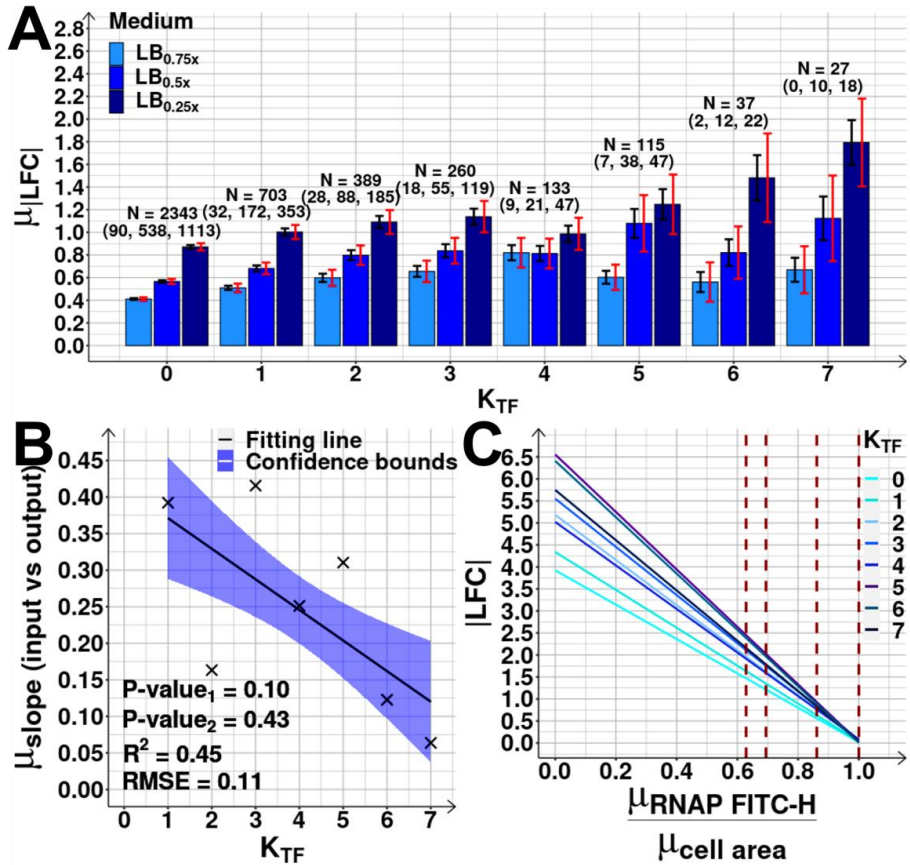 A
Medium
LB0.75x
LB0.5x
LB0.25x
μ|LFC|
2.8
2.6
2.4
2.2
2.0
1.8
1.6
1.4
1.2
1.0
0.8
0.6
0.4
0.2
0.0
N = 2343
(90, 538, 1113)
N = 703
(32, 172, 353)
N = 389
(28, 88, 185)
N = 260
(18, 55, 119)
N = 133
(9, 21, 47)
N = 115
(7, 38, 47)
N = 37
(2, 12, 22)
N = 27
(0, 10, 18)
0 1 2 3 4 5 6 7
KTF
B
Fitting line
Confidence bounds
μslope (input vs output)
0.45
0.40
0.35
0.30
0.25
0.20
0.15
0.10
0.05
0.00
P-value1 = 0.10
P-value2 = 0.43
R2 = 0.45
RMSE = 0.11
0 1 2 3 4 5 6 7
KTF
C
|LFC|
6.5
6.0
5.5
5.0
4.5
4.0
3.5
3.0
2.5
2.0
1.5
1.0
0.5
0.0
KTF
0
1
2
3
4
5
6
7
0.0 0.2 0.4 0.6 0.8 1.0
μRNAP FITC-H
μcell area